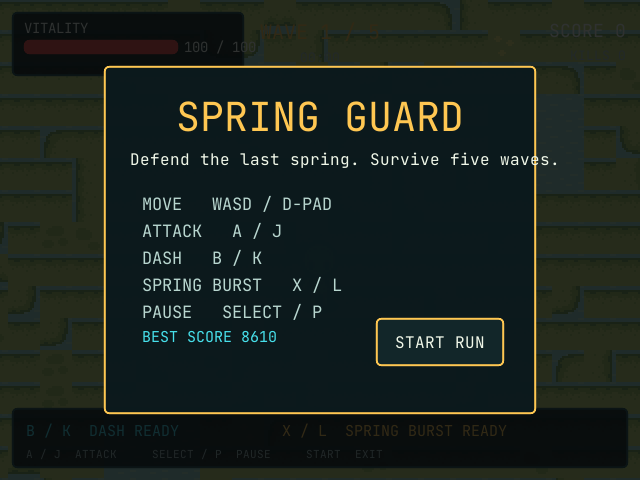 VITALITY
100 / 100
SCORE 0
SPRING GUARD
Defend the last spring. Survive five waves.
MOVE WASD / D-PAD
ATTACK A / J
DASH B / K
SPRING BURST X / L
PAUSE SELECT / P
BEST SCORE 8610
START RUN
B / K DASH READY X / L SPRING BURST READY
A / J ATTACK SELECT / P PAUSE START EXIT